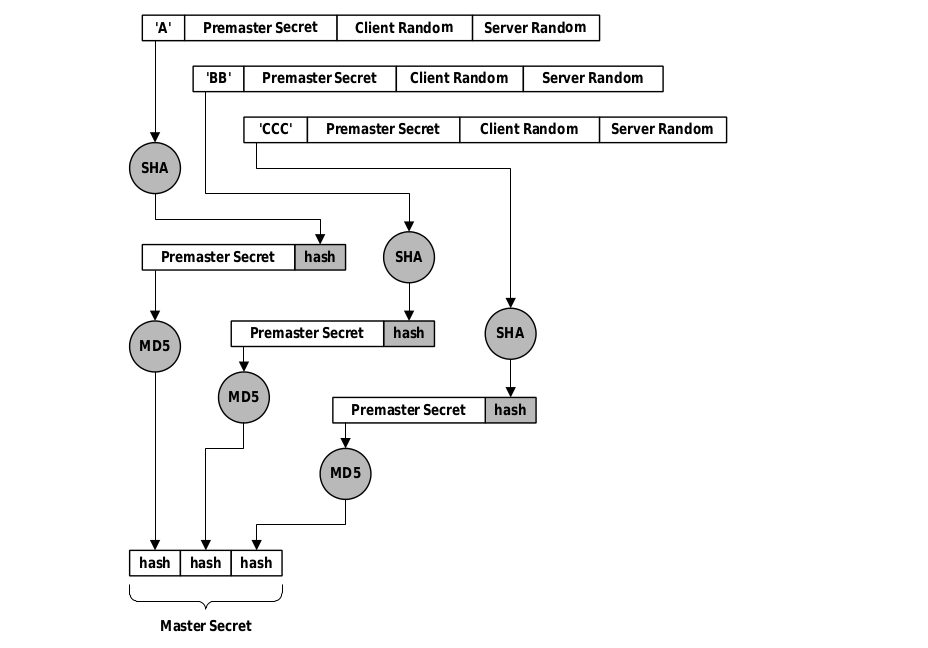 'A' Premaster Secret Client Random Server Random
'BB' Premaster Secret Client Random Server Random
'CCC' Premaster Secret Client Random Server Random
SHA
Premaster Secret hash
SHA
MD5
Premaster Secret hash
SHA
MD5
Premaster Secret hash
MD5
hash hash hash
Master Secret